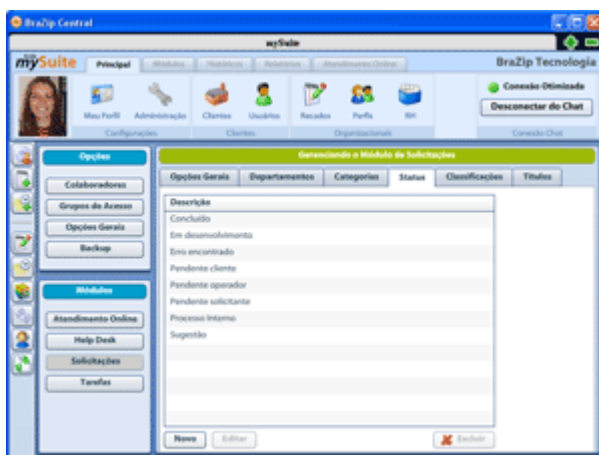 BraZip Central
mySuite
mySuite Principal Módulos Históricos Relatórios Atendimento Online BraZip Tecnologia
Conexão Otimizada
Desconectar do Chat
Meu Perfil Administração Clientes Usuários Recados Perfis RH
Configurações Clientes Organizacionais Conexão Chat
Opções
Colaboradores
Grupos de Acesso
Opções Gerais
Backup
Módulos
Atendimento Online
Help Desk
Solicitações
Tarefas
Gerenciando o Módulo de Solicitações
Opções Gerais Departamentos Categorias Status Classificações Títulos
Descrição
Concluído
Em desenvolvimento
Erro encontrado
Pendente cliente
Pendente operador
Pendente solicitante
Processo Interno
Sugestão
Novo Editar Excluir